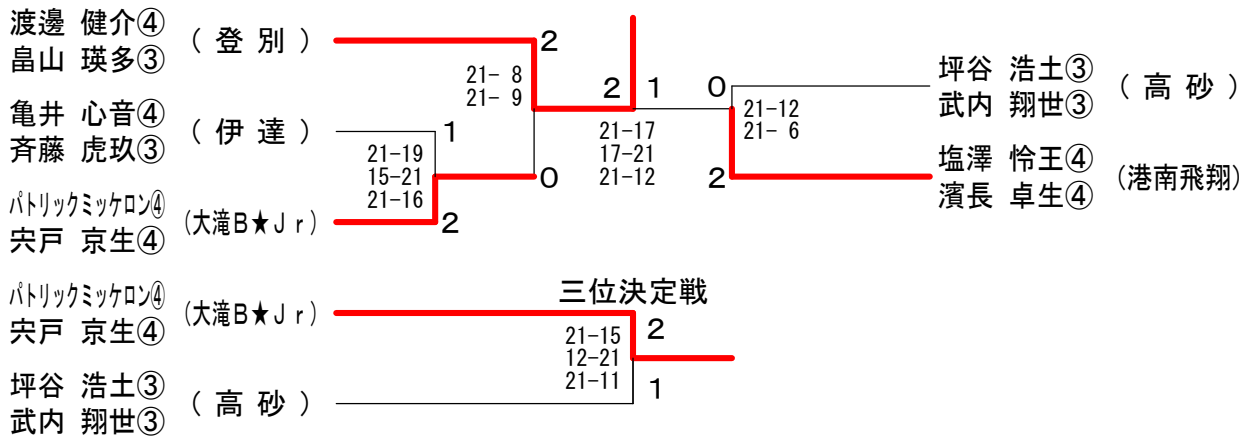 渡邊 健介④
畠山 瑛多③
( 登 別 )
亀井 心音④
斉藤 虎玖③
( 伊 達 )
パトリックミッケロン④
宍戸 京生④
(大滝B★Jr)
2
21- 8
21- 9
0
1
21-19
15-21
21-16
2
2 1
21-17
17-21
21-12
0
21-12
21- 6
2
坪谷 浩土③
武内 翔世③
( 高 砂 )
塩澤 怜王④
濱長 卓生④
(港南飛翔)
三位決定戦
パトリックミッケロン④
宍戸 京生④
(大滝B★Jr)
坪谷 浩土③
武内 翔世③
( 高 砂 )
2
21-15
12-21
21-11
1